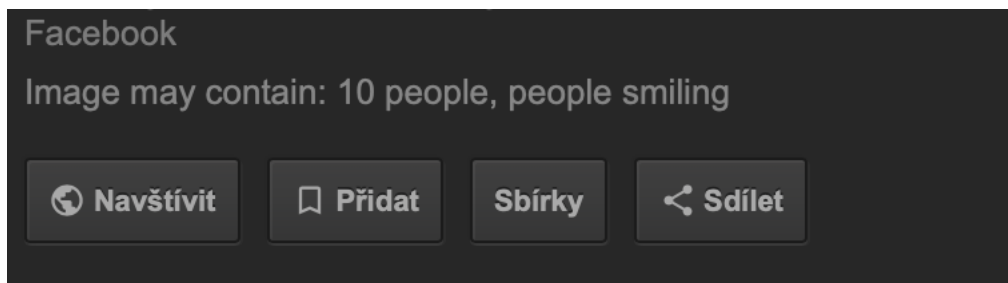 Facebook
Image may contain: 10 people, people smiling
Navštívit Přidat Sbírky Sdílet